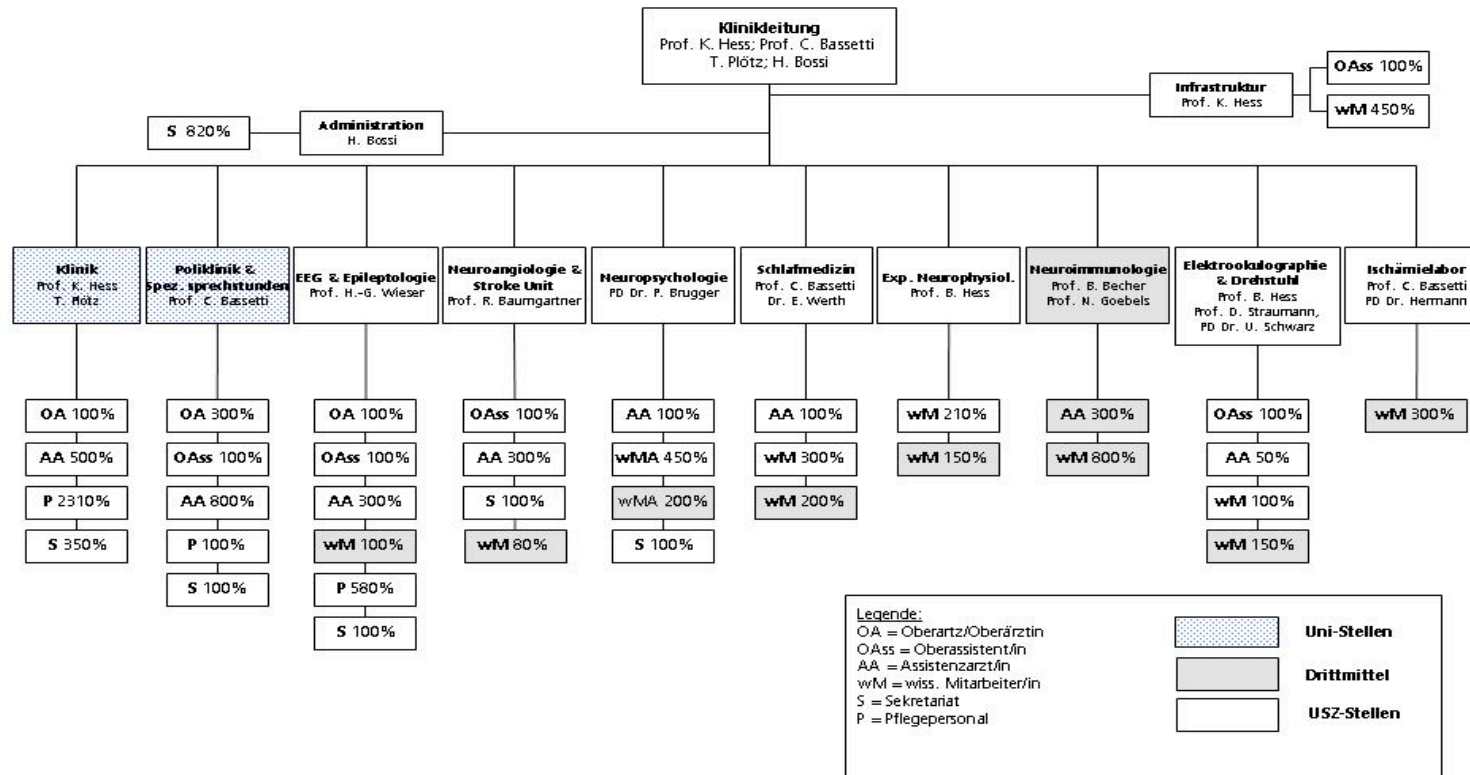 Klinikleitung
Prof. K. Hess; Prof. C. Bassetti
T. Plötz; H. Bossi
Infrastruktur
Prof. K. Hess
OAss 100%
wM 450%
S 820%
Administration
H. Bossi
Klinik
Prof. K. Hess
T. Plötz
OA 100%
AA 500%
P 2310%
S 350%
Poliklinik &
Spez. sprechstunden
Prof. C. Bassetti
OA 300%
OAss 100%
AA 800%
P 100%
S 100%
EEG & Epileptologie
Prof. H.-G. Wieser
OA 100%
OAss 100%
AA 300%
wM 100%
P 580%
S 100%
Neuroangiologie &
Stroke Unit
Prof. R. Baumgartner
OAss 100%
AA 300%
S 100%
wM 80%
Neuropsychologie
PD Dr. P. Brugger
AA 100%
wMA 450%
wMA 200%
S 100%
Schlafmedizin
Prof. C. Bassetti
Dr. E. Werth
AA 100%
wM 300%
wM 200%
Exp. Neurophysiol.
Prof. B. Hess
wM 210%
wM 150%
Neuroimmunologie
Prof. B. Becher
Prof. N. Goebels
AA 300%
wM 800%
Elektrookulographie
& Drehstuhl
Prof. B. Hess
Prof. D. Straumann,
PD Dr. U. Schwarz
OAss 100%
AA 50%
wM 100%
wM 150%
Ischämielabor
Prof. C. Bassetti
PD Dr. Hermann
wM 300%
Legende:
OA = Oberartz/Oberärztin
OAss = Oberassistent/in
AA = Assistenzarzt/in
wM = wiss. Mitarbeiter/in
S = Sekretariat
P = Pflegepersonal
Uni-Stellen
Drittmittel
USZ-Stellen